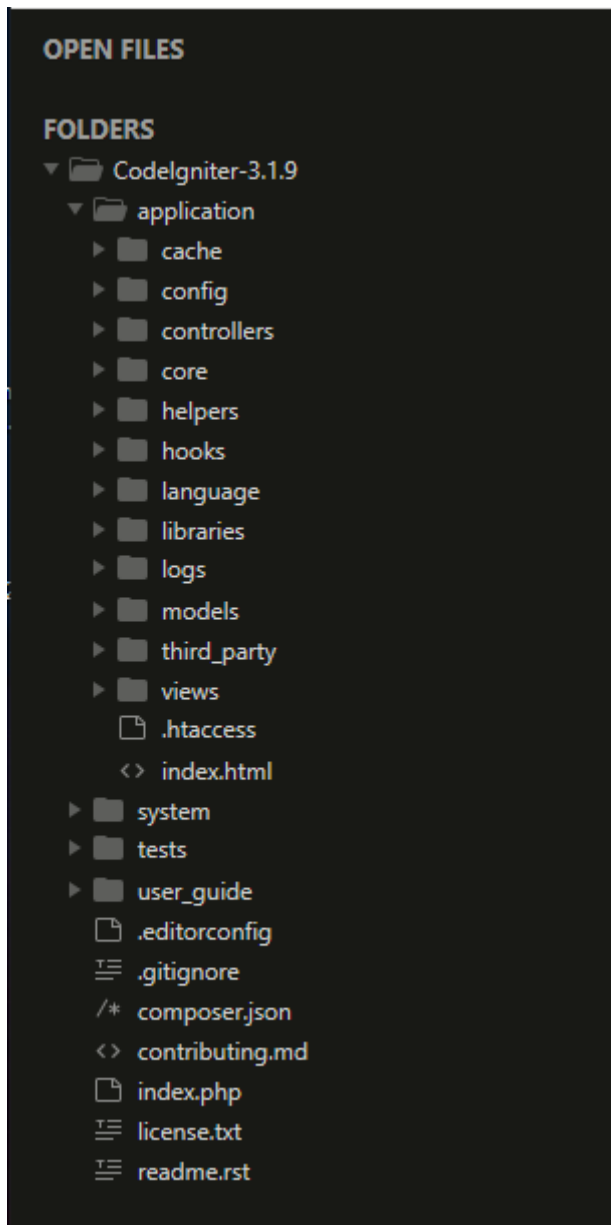 OPEN FILES
FOLDERS
CodeIgniter-3.1.9
application
cache
config
controllers
core
helpers
hooks
language
libraries
logs
models
third_party
views
.htaccess
index.html
system
tests
user_guide
.editorconfig
.gitignore
composer.json
contributing.md
index.php
license.txt
readme.rst